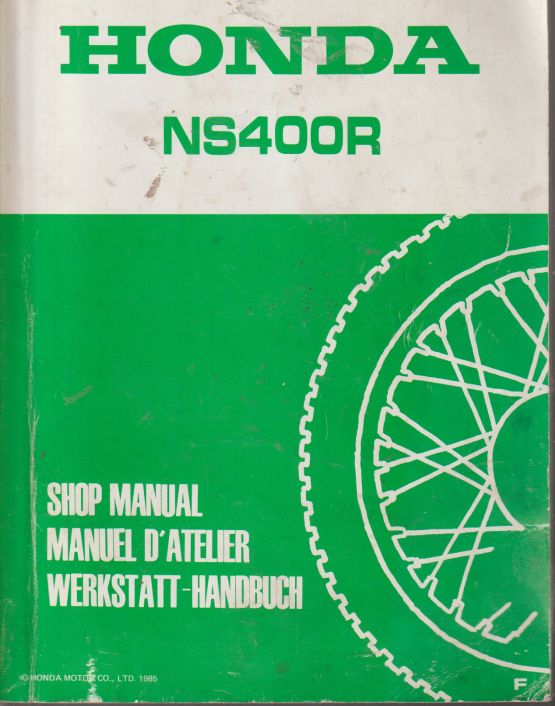 HONDA
NS400R
SHOP MANUAL
MANUEL D'ATELIER
WERKSTATT-HANDBUCH
© HONDA MOTOR CO., LTD. 1985
F